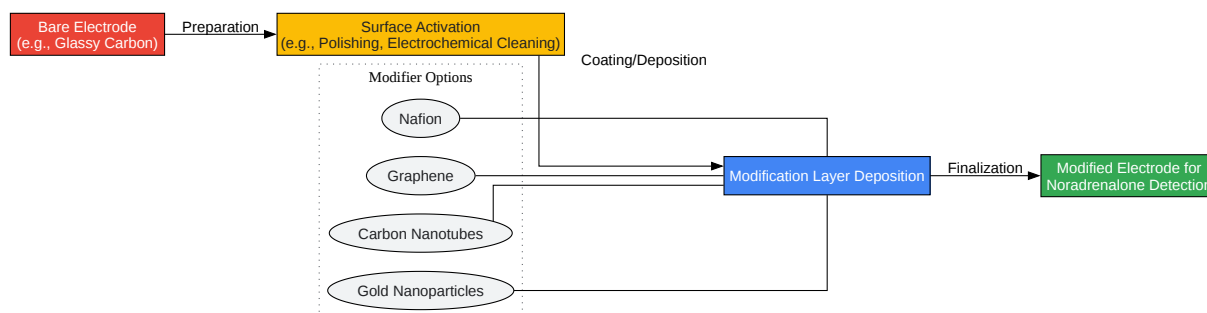 Bare Electrode
(e.g., Glassy Carbon)
Preparation
Surface Activation
(e.g., Polishing, Electrochemical Cleaning)
Coating/Deposition
Modifier Options
Nafion
Graphene
Carbon Nanotubes
Gold Nanoparticles
Modification Layer Deposition
Finalization
Modified Electrode for
Noradrenalone Detection